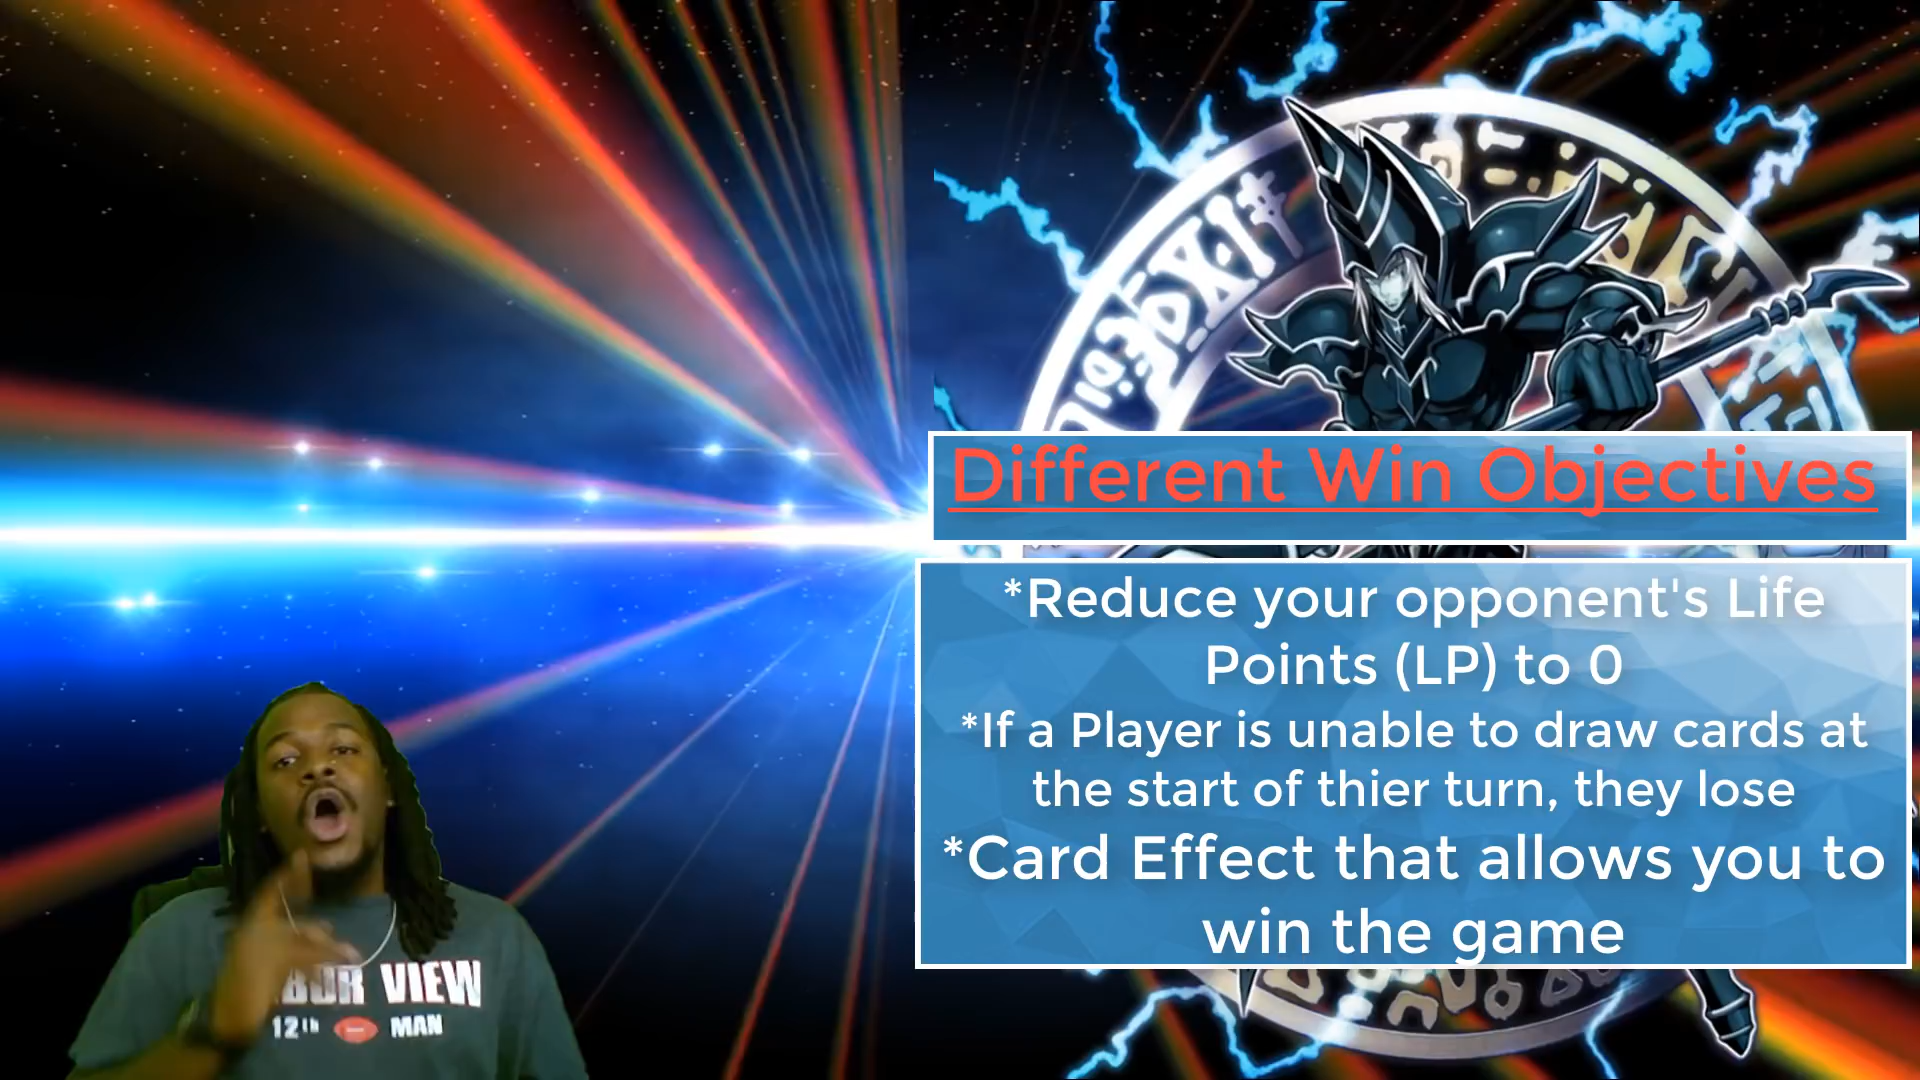 Different Win Objectives
*Reduce your opponent's Life
Points (LP) to 0
*If a Player is unable to draw cards at
the start of thier turn, they lose
*Card Effect that allows you to
win the game
VIEW
12th MAN